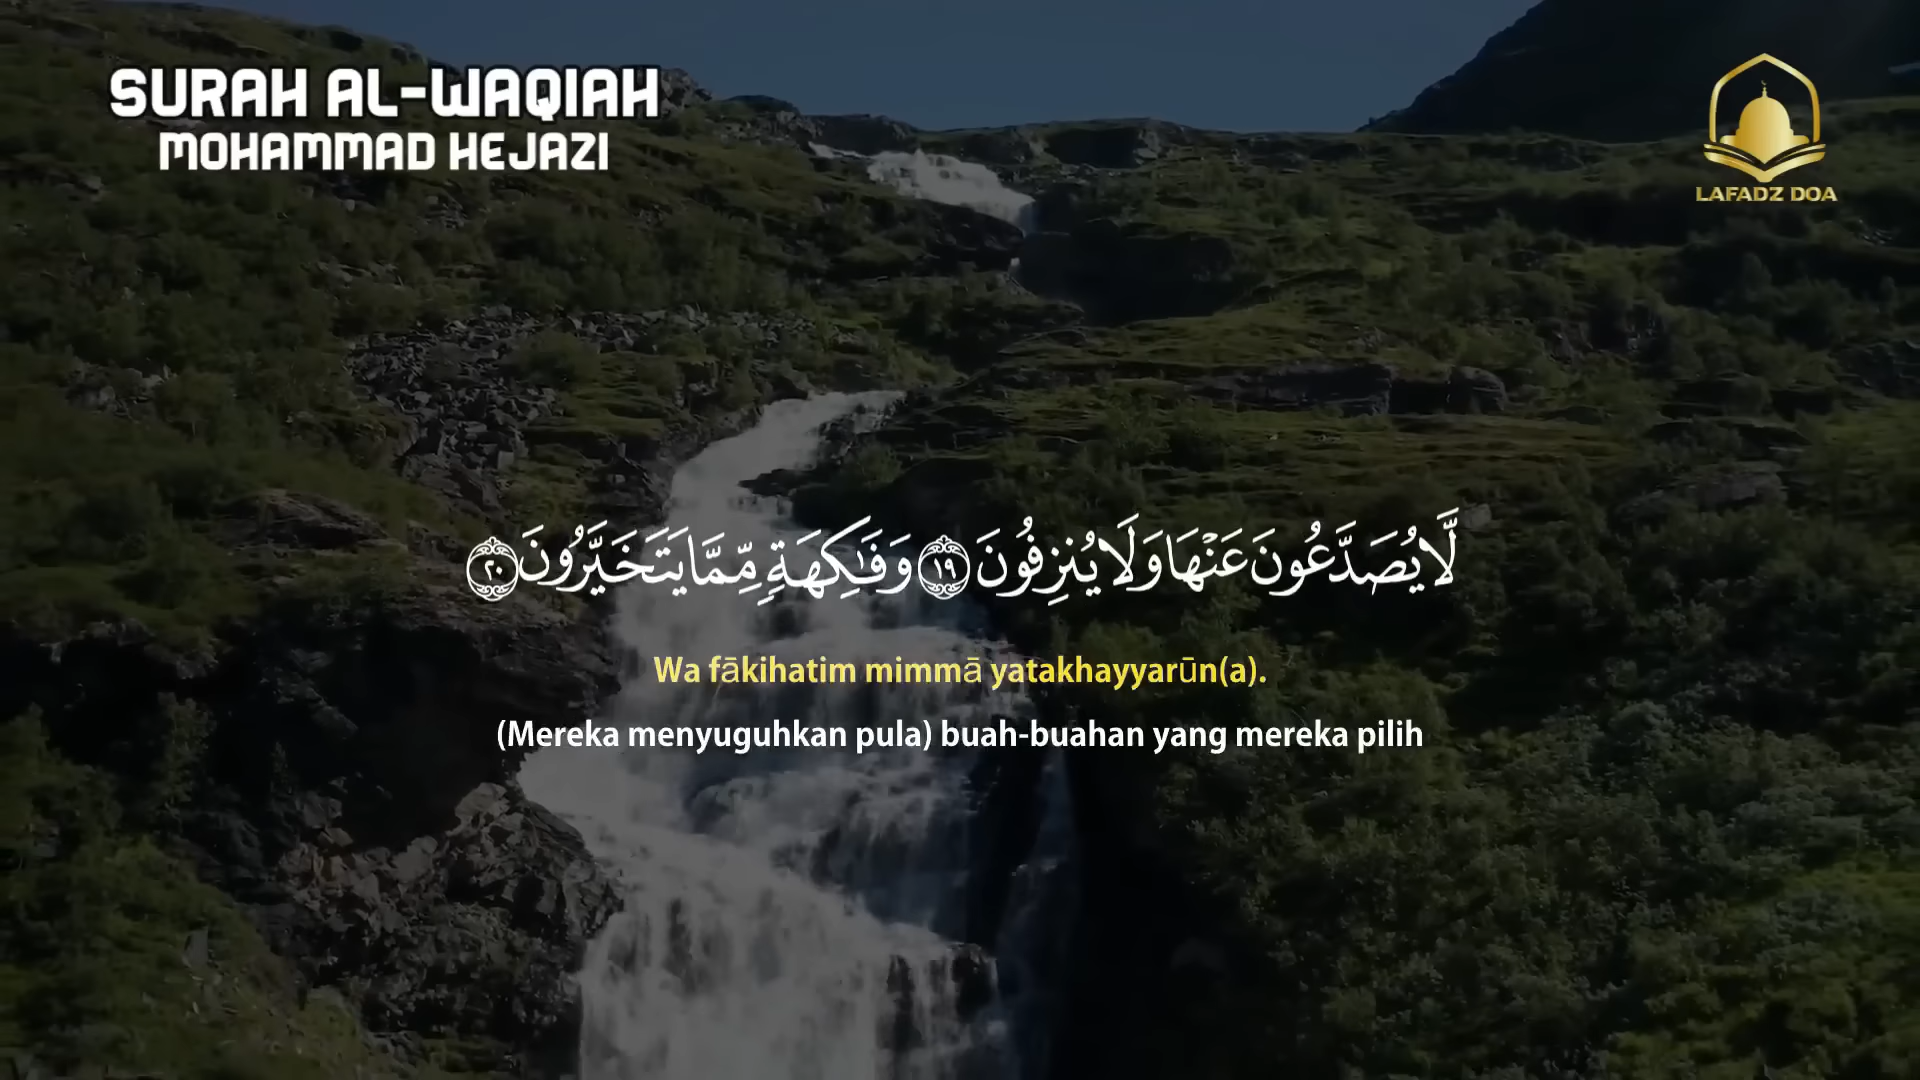 SURAH AL-WAQIAH
MOHAMMAD HEJAZI
LAFADZ DOA
لَّا يُصَدَّعُونَ عَنْهَا وَلَا يُنزِفُونَ ١٩ وَفَٰكِهَةٍ مِّمَّا يَتَخَيَّرُونَ ٢٠
Wa fākihatim mimmā yatakhayyarūn(a).
(Mereka menyuguhkan pula) buah-buahan yang mereka pilih